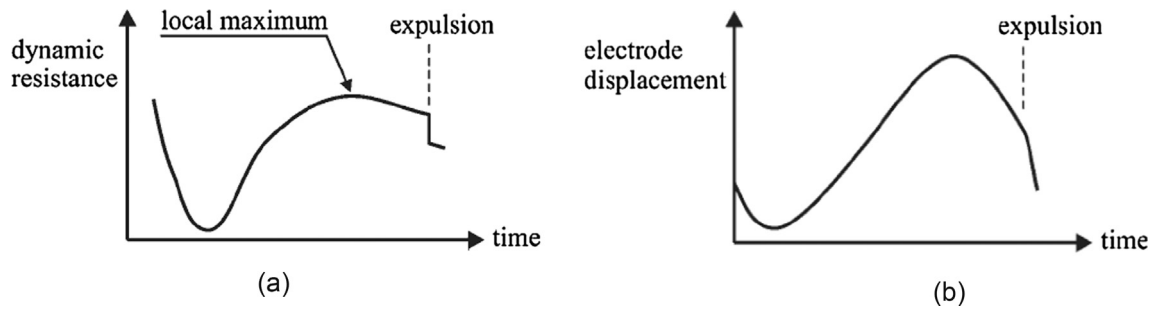 local maximum
expulsion
dynamic
resistance
time
(a)
expulsion
electrode
displacement
time
(b)